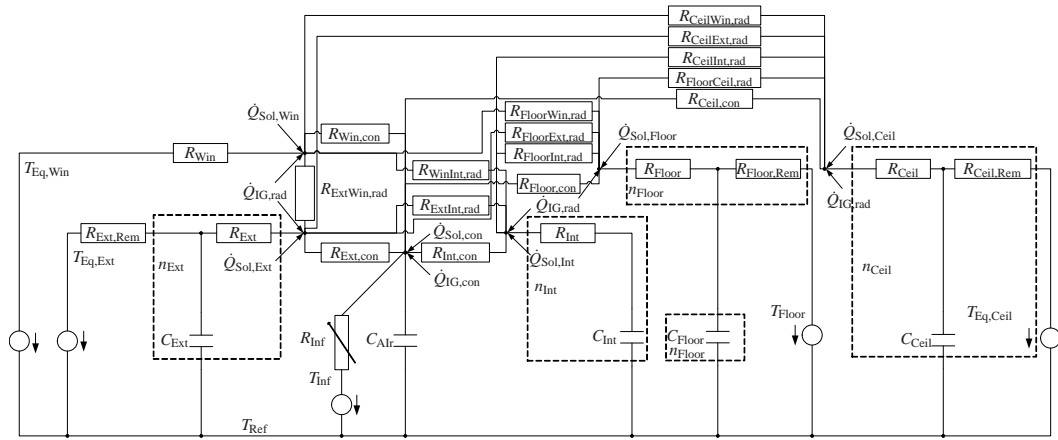 R_CeilWin,rad
R_CeilExt,rad
R_CeilInt,rad
R_FloorCeil,rad
R_Ceil,con
Q̇_Sol,Win
R_Win,con
R_FloorWin,rad
R_FloorExt,rad
R_FloorInt,rad
Q̇_Sol,Floor
Q̇_Sol,Ceil
R_Win
T_Eq,Win
R_WinInt,rad
R_Floor
R_Floor,Rem
R_Ceil
R_Ceil,Rem
Q̇_IG,rad
R_ExtWin,rad
R_Floor,con
n_Floor
Q̇_IG,rad
R_ExtInt,rad
Q̇_IG,rad
R_Ext,Rem
R_Ext
Q̇_Sol,con
R_Int
T_Eq,Ext
n_Ext
Q̇_Sol,Ext
R_Ext,con
R_Int,con
Q̇_Sol,Int
n_Ceil
Q̇_IG,con
n_Int
T_Floor
T_Eq,Ceil
C_Ext
R_Inf
C_AIr
C_Int
C_Floor
n_Floor
C_Ceil
T_Inf
T_Ref